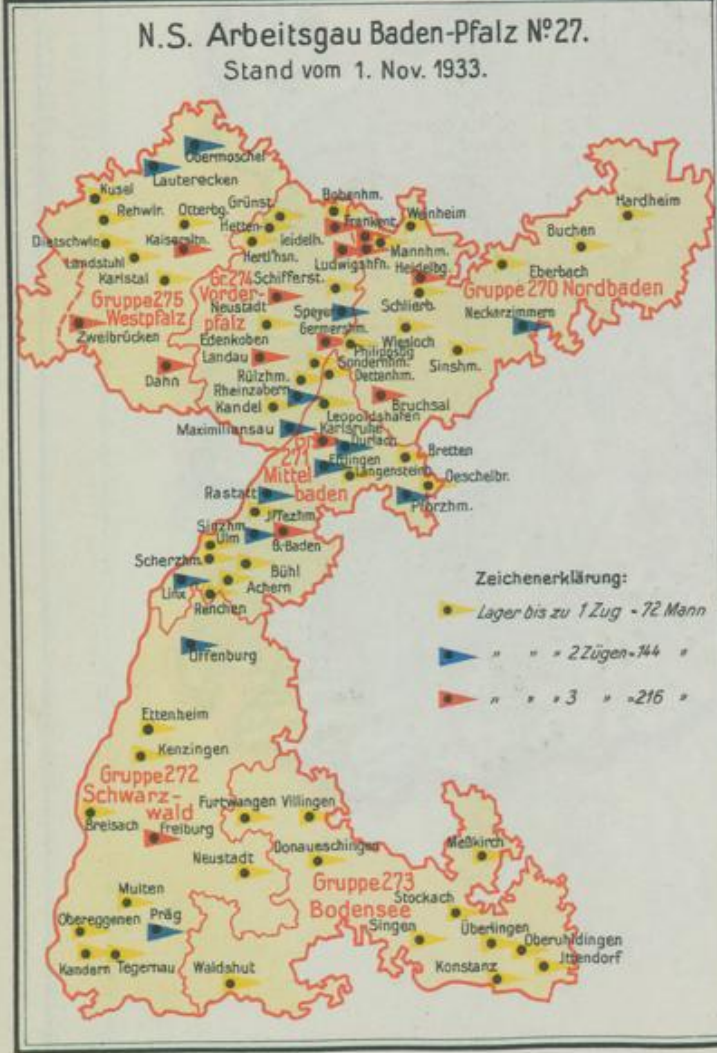 N.S. Arbeitsgau Baden-Pfalz Nº27.
Stand vom 1. Nov. 1933.
Obermoschel
Lauterecken
Kusel
Rehwlr.
Otterbg.
Grünst.
Bobenhm.
Weinheim
Hardheim
Hetten-
leidelh.
Frankent.
Buchen
Dietschwlr.
Kaisersltn.
Hertl'hsn.
Ludwigshfn.
Mannhm.
Landstuhl
Heidelbg.
Eberbach
Karlstal
Gr.274
Vorder-
pfalz
Schifferst.
Gruppe 275
Westpfalz
Neustadt
Speyer
Schlierb.
Gruppe 270 Nordbaden
Neckarzimmern
Zweibrücken
Edenkoben
Germershm.
Wiesloch
Philippsbg
Sinshm.
Landau
Sondernhm.
Dahn
Rülzhm.
Dettenhm.
Rheinzabern
Bruchsal
Kandel
Leopoldshafen
Maximiliansau
Karlsruhe
Gr.
271
Mittel
baden
Durlach
Bretten
Ettlingen
Langensteinb.
Oeschelbr.
Rastatt
Pforzhm.
Iffezhm.
Sinzhm.
Ulm
B.-Baden
Scherzhm.
Bühl
Linx
Achern
Renchen
Zeichenerklärung:
Lager bis zu 1 Zug = 72 Mann
" " " 2 Zügen = 144 "
" " " 3 " = 216 "
Offenburg
Ettenheim
Kenzingen
Gruppe 272
Schwarz-
wald
Furtwangen
Villingen
Breisach
Freiburg
Neustadt
Donaueschingen
Meßkirch
Gruppe 273
Bodensee
Multen
Stockach
Obereggenen
Präg
Singen
Überlingen
Oberuhldingen
Kandern
Tegernau
Waldshut
Konstanz
Ittendorf